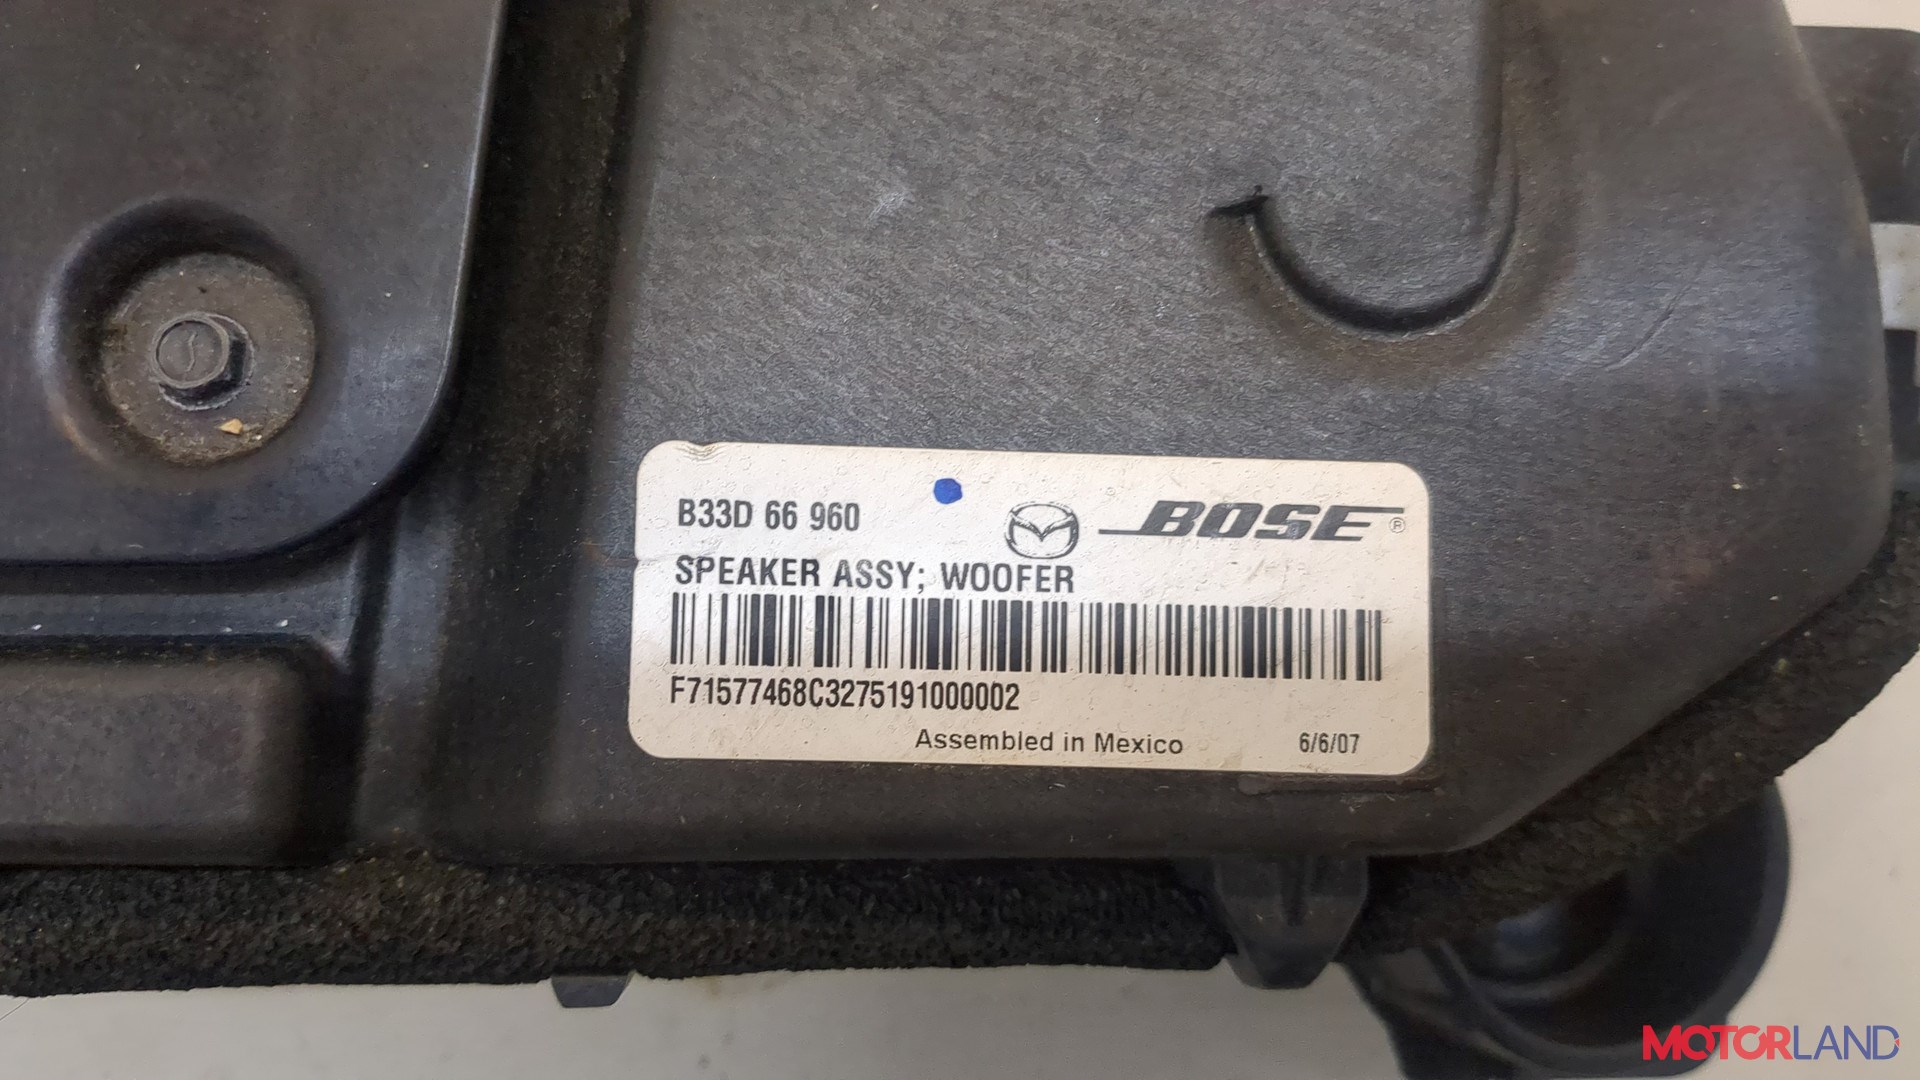 B33D 66 960
BOSE®
SPEAKER ASSY; WOOFER
F71577468C3275191000002
Assembled in Mexico 6/6/07
MOTORLAND